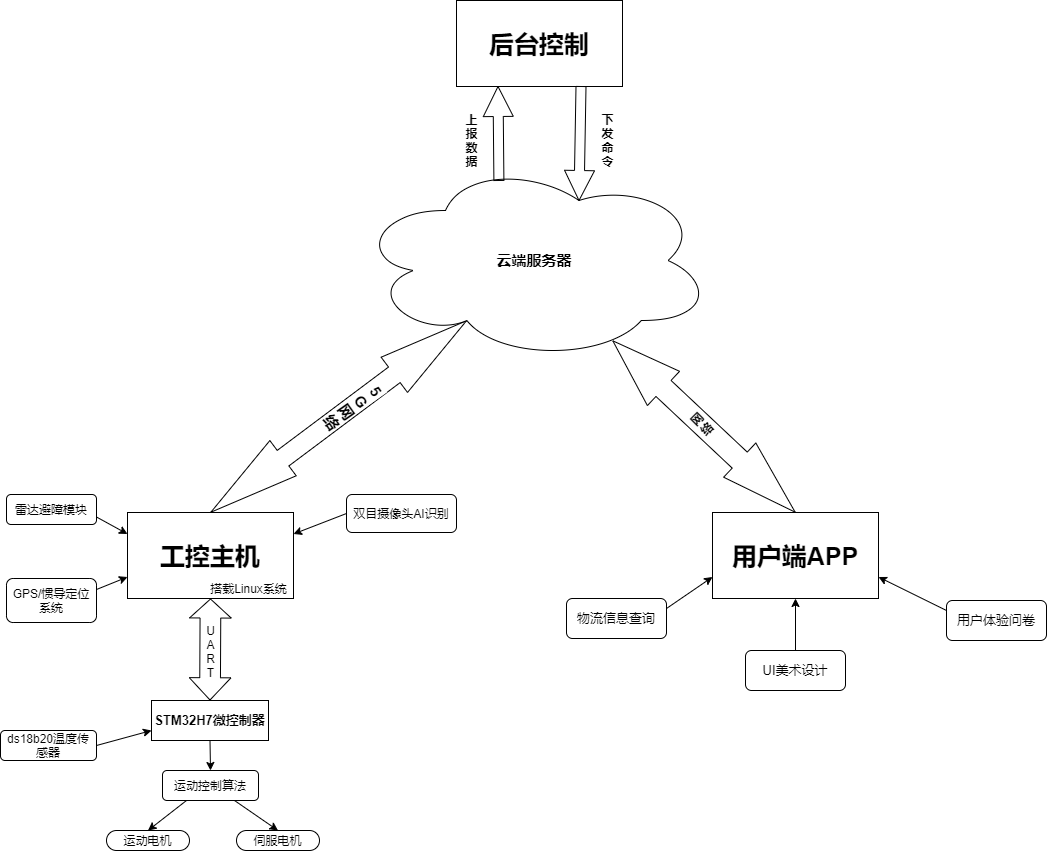 后台控制
上报数据
下发命令
云端服务器
5G网络
网络
雷达避障模块
双目摄像头AI识别
工控主机
搭载Linux系统
GPS/惯导定位
系统
用户端APP
物流信息查询
用户体验问卷
UI美术设计
UART
STM32H7微控制器
ds18b20温度传
感器
运动控制算法
运动电机
伺服电机